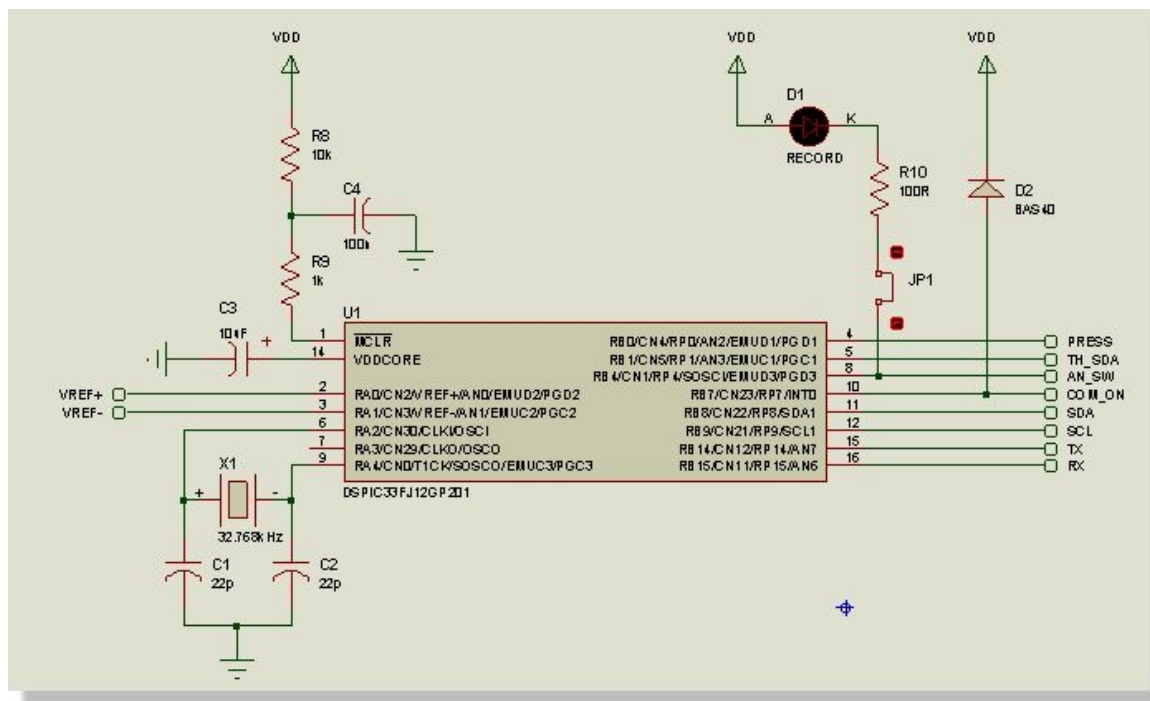 VDD
VDD
VDD
D1
A
K
RECORD
R8
10k
C4
100n
R10
100R
D2
BAS40
R9
1k
JP1
C3
10uF
+
U1
1 MCLR
14 VDDCORE
VREF+ 2 RA0/CN2/VREF+/AN0/EMUD2/PGD2
VREF- 3 RA1/CN3/VREF-/AN1/EMUC2/PGC2
6 RA2/CN30/CLKI/OSCI
7 RA3/CN29/CLKO/OSCO
9 RA4/CN0/T1CK/SOSCO/EMUC3/PGC3
RB0/CN4/RP0/AN2/EMUD1/PGD1 4 PRESS
RB1/CN5/RP1/AN3/EMUC1/PGC1 5 TH_SDA
RB4/CN1/RP4/SOSCI/EMUD3/PGD3 8 AN_SW
RB7/CN23/RP7/INT0 10 COM_ON
RB8/CN22/RP8/SDA1 11 SDA
RB9/CN21/RP9/SCL1 12 SCL
RB14/CN12/RP14/AN7 15 TX
RB15/CN11/RP15/AN6 16 RX
DSPIC33FJ12GP201
X1
+ -
32.768kHz
C1
22p
C2
22p